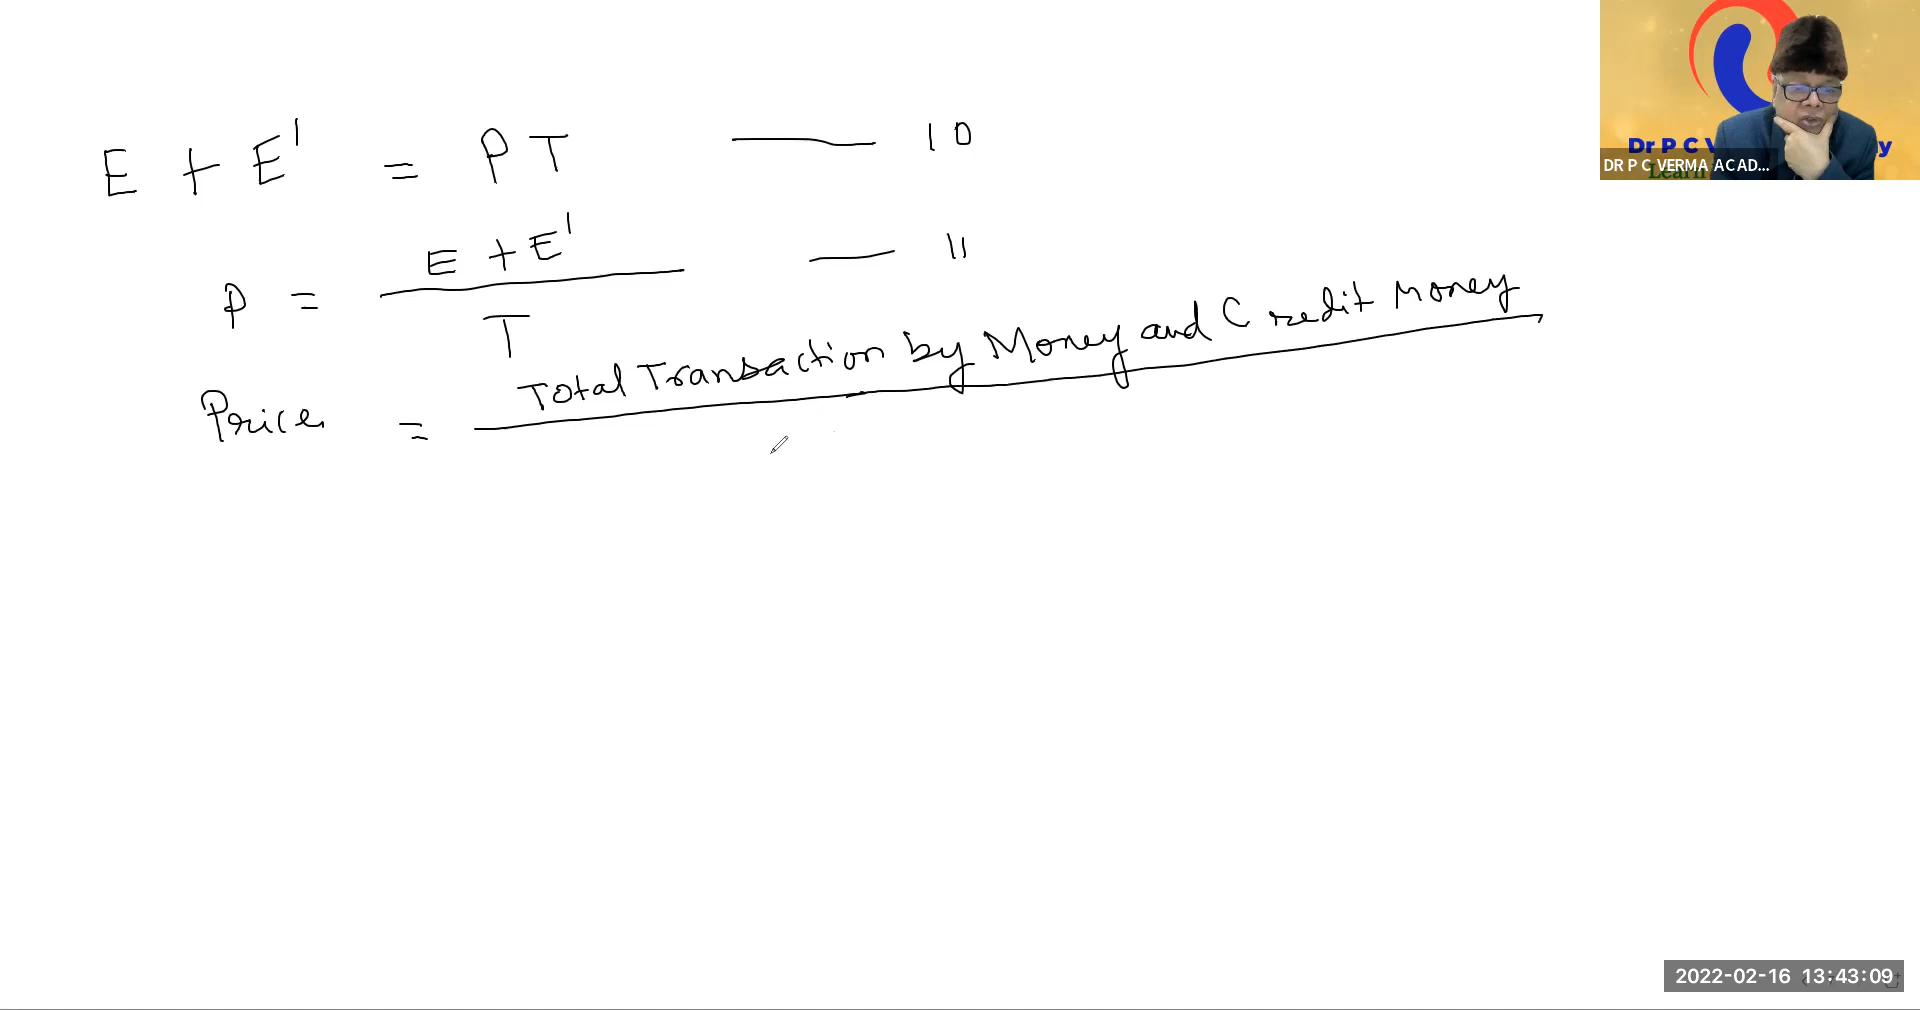 E + E' = PT — 10
P = E + E' / T — 11
Price = Total Transaction by Money and Credit Money
Dr P C V
y
DR P C VERMA ACAD...
Learn
2022-02-16 13:43:09